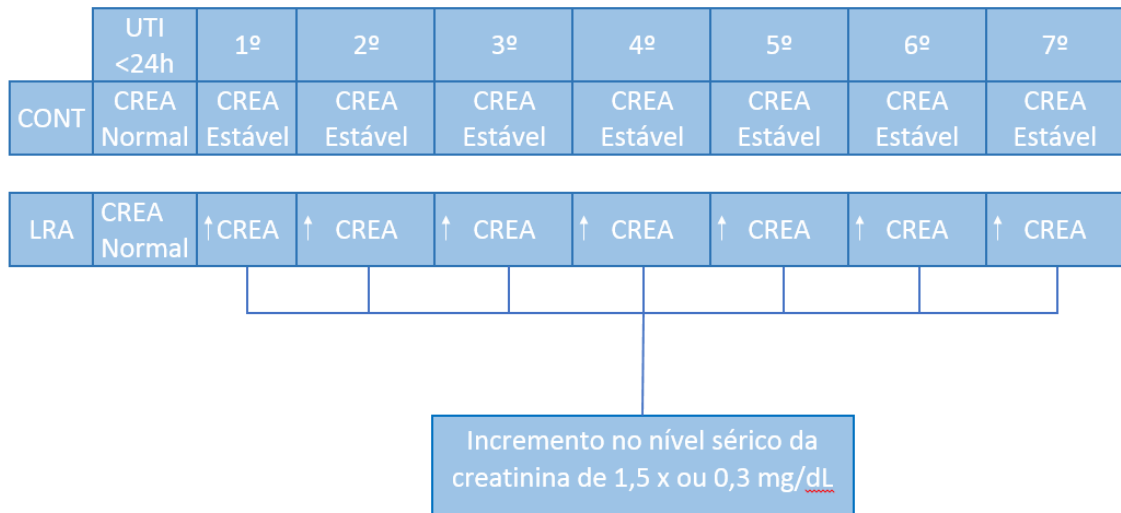 UTI <24h 1º 2º 3º 4º 5º 6º 7º
CONT CREA Normal CREA Estável CREA Estável CREA Estável CREA Estável CREA Estável CREA Estável CREA Estável
LRA CREA Normal ↑CREA ↑ CREA ↑ CREA ↑ CREA ↑ CREA ↑ CREA ↑ CREA
Incremento no nível sérico da
creatinina de 1,5 x ou 0,3 mg/dL